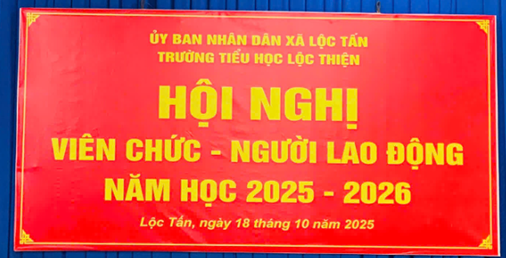 ỦY BAN NHÂN DÂN XÃ LỘC TẤN
TRƯỜNG TIỂU HỌC LỘC THIỆN
HỘI NGHỊ
VIÊN CHỨC - NGƯỜI LAO ĐỘNG
NĂM HỌC 2025 - 2026
Lộc Tấn, ngày 18 tháng 10 năm 2025